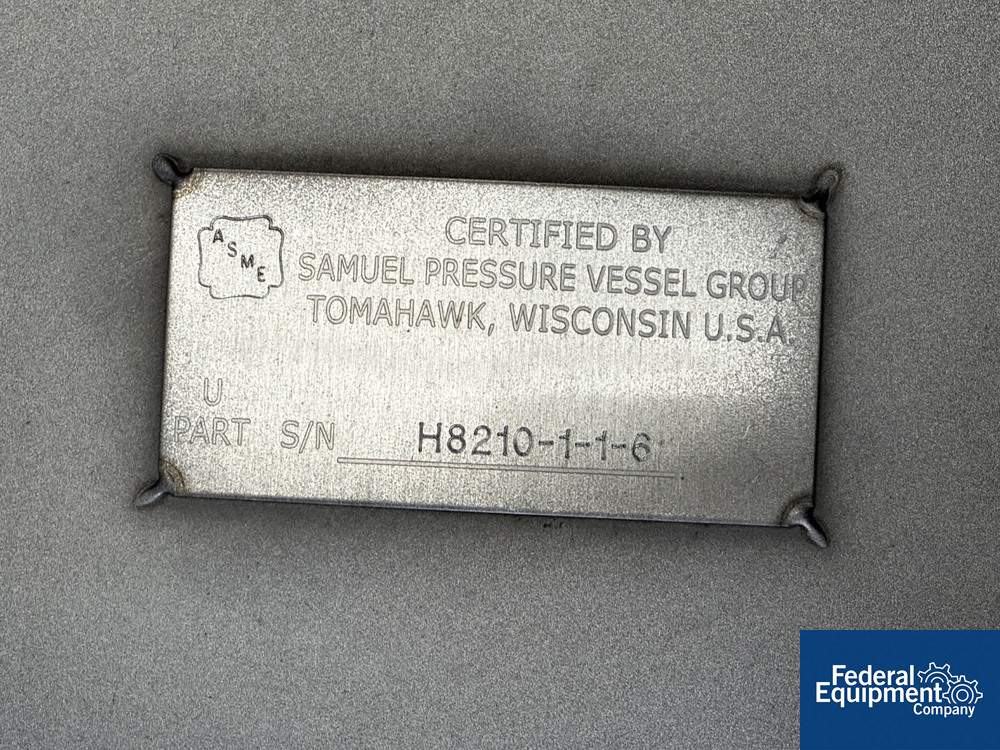 ASME
CERTIFIED BY
SAMUEL PRESSURE VESSEL GROUP
TOMAHAWK, WISCONSIN U.S.A.
U
PART S/N H8210-1-1-6
Federal
Equipment
Company